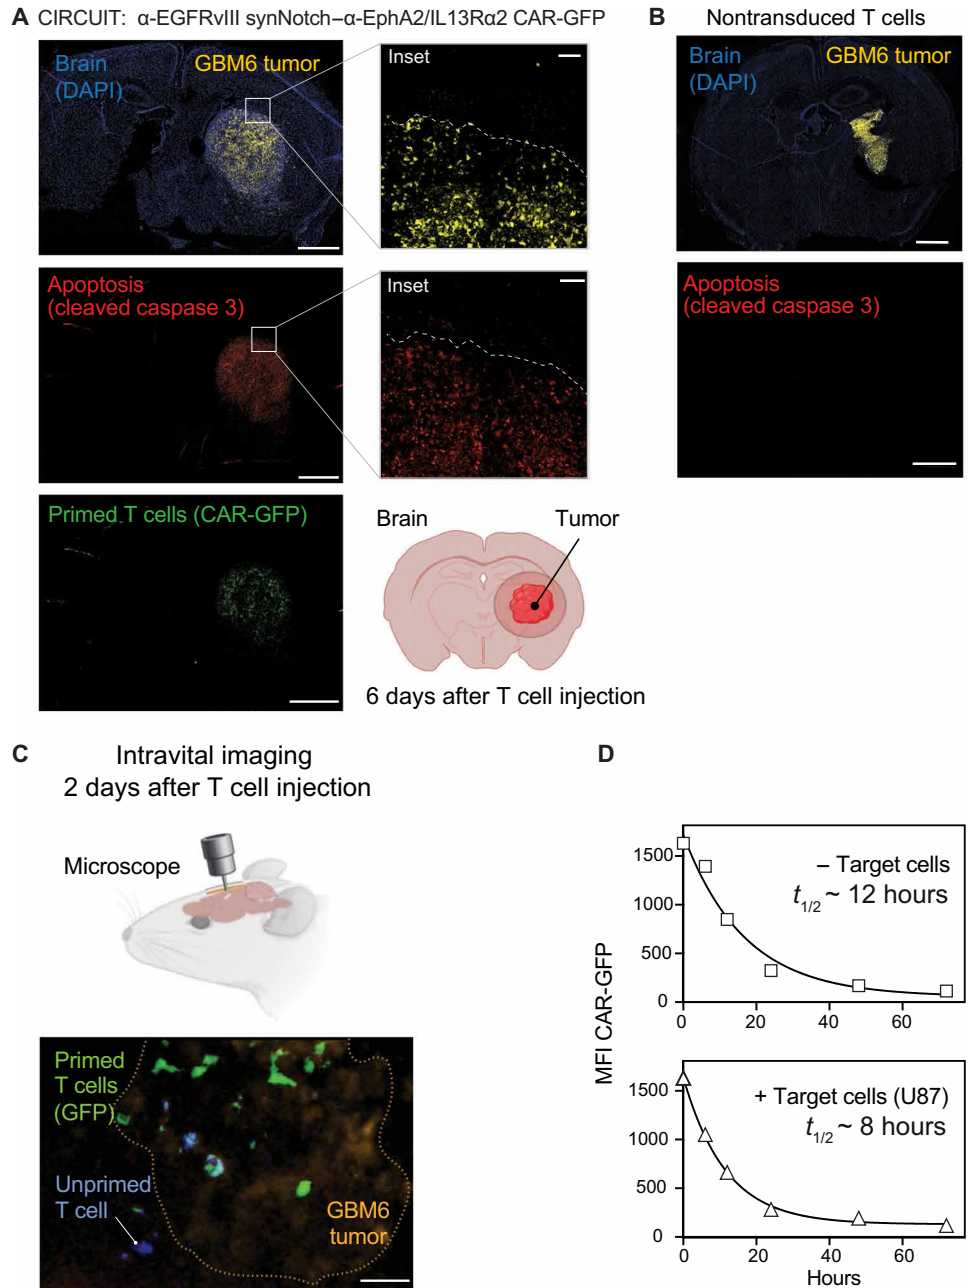 A CIRCUIT: α-EGFRvIII synNotch–α-EphA2/IL13Rα2 CAR-GFP
Brain
(DAPI)
GBM6 tumor
Inset
Apoptosis
(cleaved caspase 3)
Inset
Primed T cells (CAR-GFP)
Brain
Tumor
6 days after T cell injection
B Nontransduced T cells
Brain
(DAPI)
GBM6 tumor
Apoptosis
(cleaved caspase 3)
C Intravital imaging
2 days after T cell injection
Microscope
Primed
T cells
(GFP)
Unprimed
T cell
GBM6
tumor
D
MFI CAR-GFP
1500
1000
500
0
– Target cells
t1/2 ~ 12 hours
0 20 40 60
1500
1000
500
0
+ Target cells (U87)
t1/2 ~ 8 hours
0 20 40 60
Hours